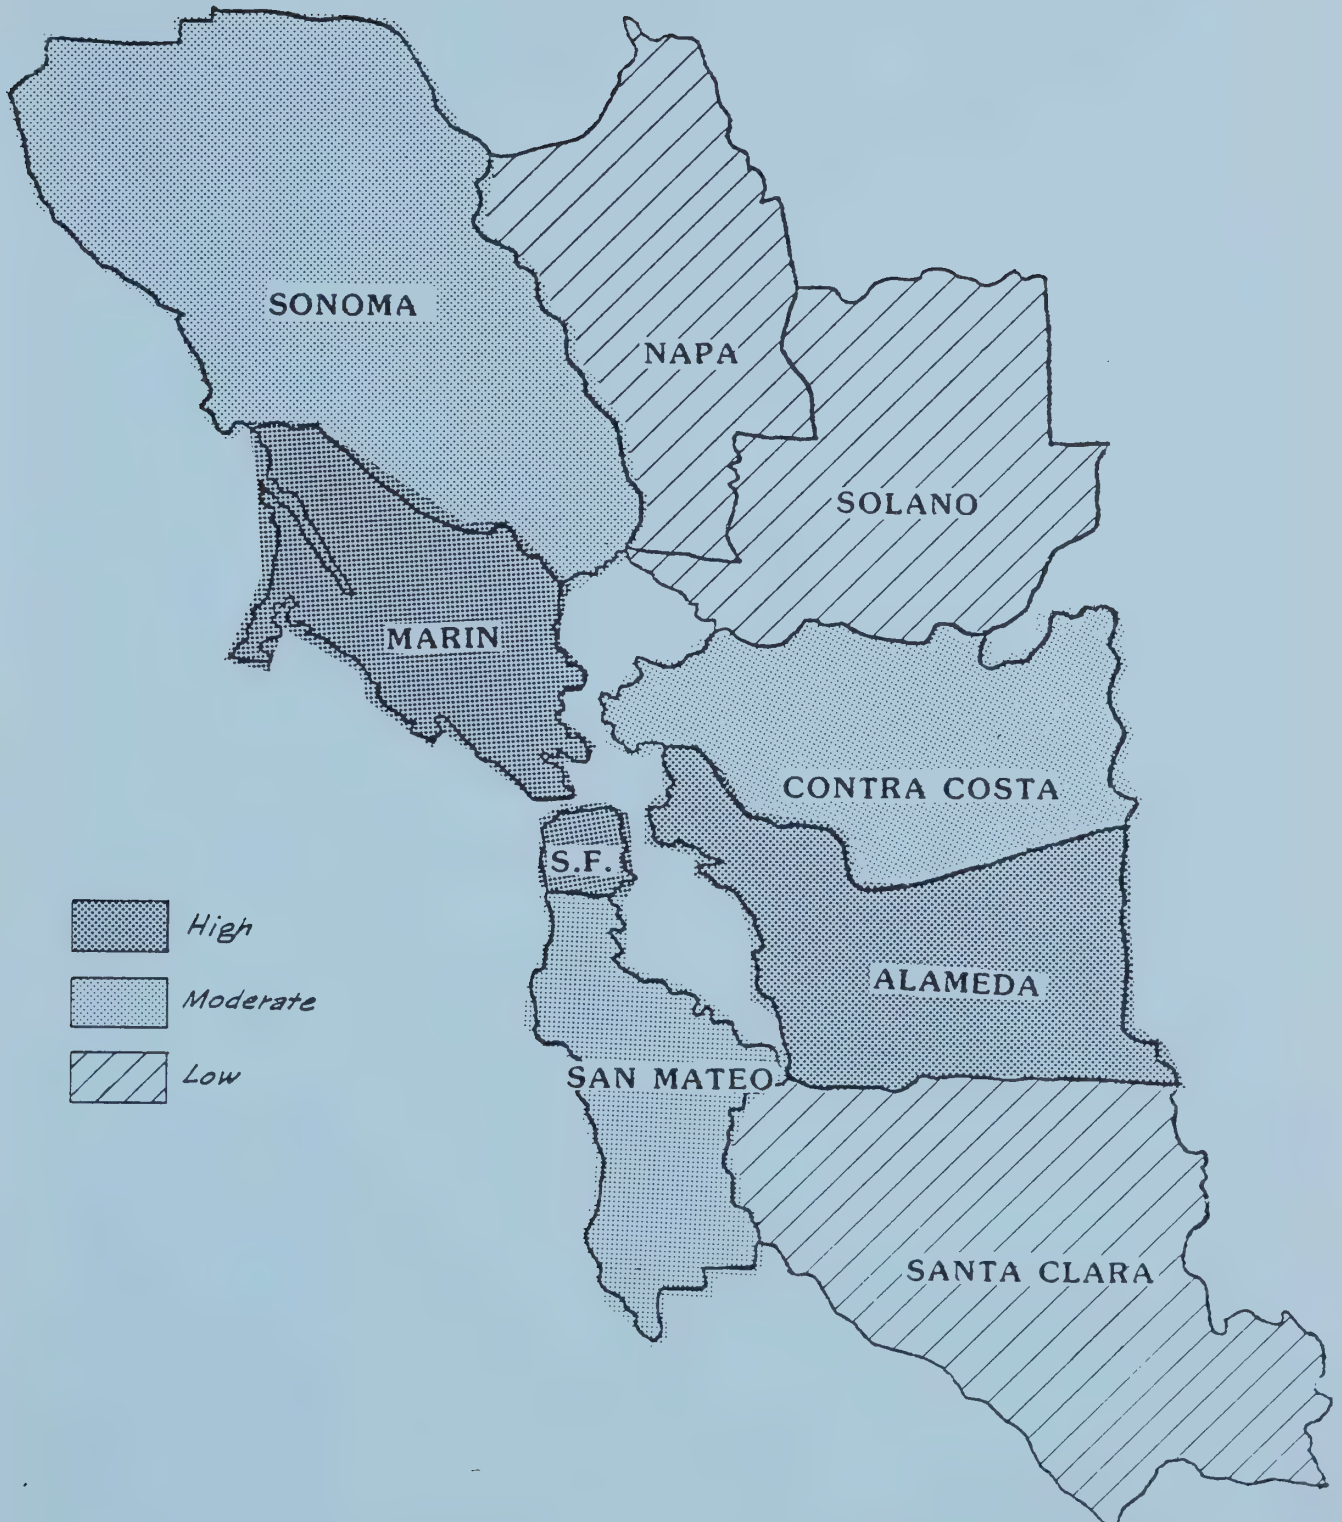 SONOMA
NAPA
SOLANO
MARIN
CONTRA COSTA
S.F.
High
ALAMEDA
Moderate
SAN MATEO
Low
SANTA CLARA